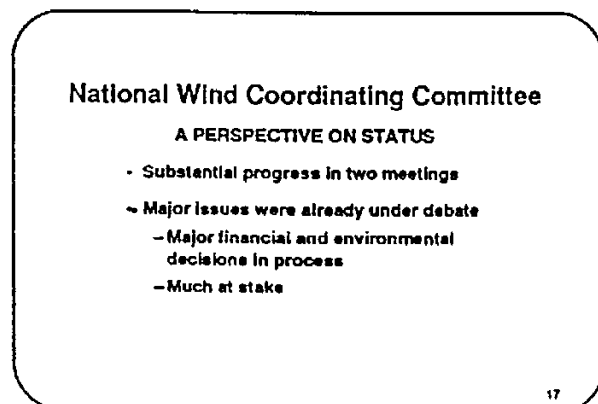 National Wind Coordinating Committee
A PERSPECTIVE ON STATUS
- Substantial progress in two meetings
- Major issues were already under debate
– Major financial and environmental
decisions in process
– Much at stake
17